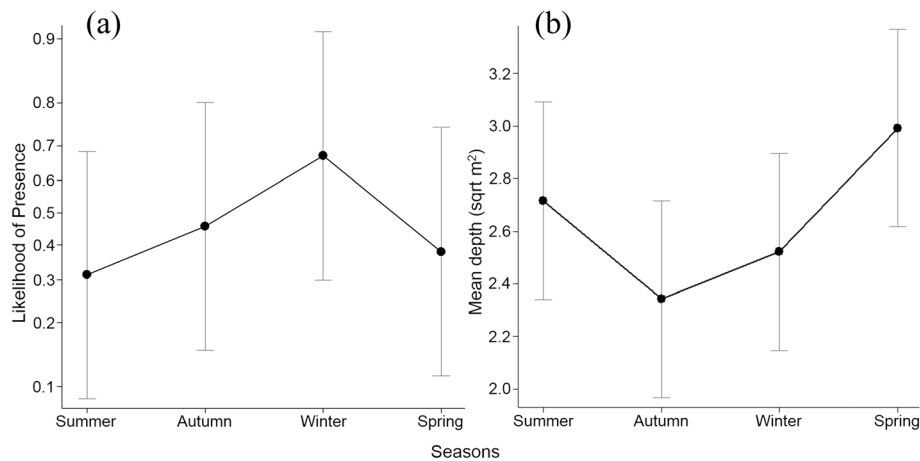 (a)
Likelihood of Presence
0.9
0.8
0.7
0.6
0.5
0.4
0.3
0.2
0.1
Summer Autumn Winter Spring
(b)
Mean depth (sqrt m²)
3.2
3.0
2.8
2.6
2.4
2.2
2.0
Summer Autumn Winter Spring
Seasons